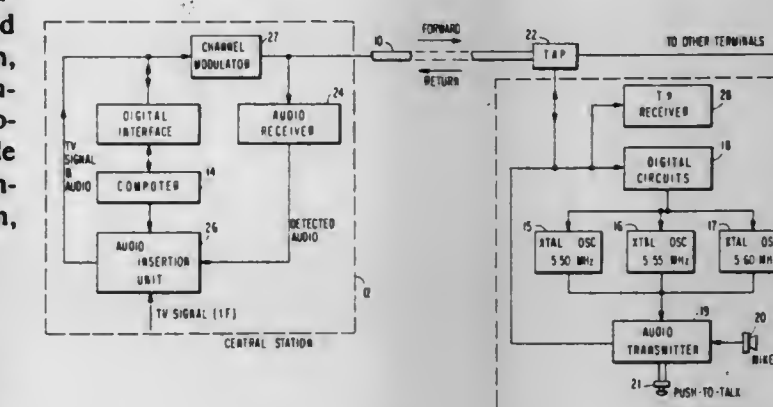 CHANNEL
MODULATOR
27
10
FORWARD
RETURN
22
TAP
TO OTHER TERMINALS
DIGITAL
INTERFACE
AUDIO
RECEIVER
24
TV
SIGNAL
&
AUDIO
COMPUTER
14
AUDIO
INSERTION
UNIT
26
DETECTED
AUDIO
TV SIGNAL (IF)
12
CENTRAL STATION
RECEIVER
28
DIGITAL
CIRCUITS
18
15
XTAL OSC
5.50 MHz
16
XTAL OSC
5.55 MHz
17
XTAL OS
5.60 MH
AUDIO
TRANSMITTER
19
20
MIKE
21
PUSH-TO-TALK